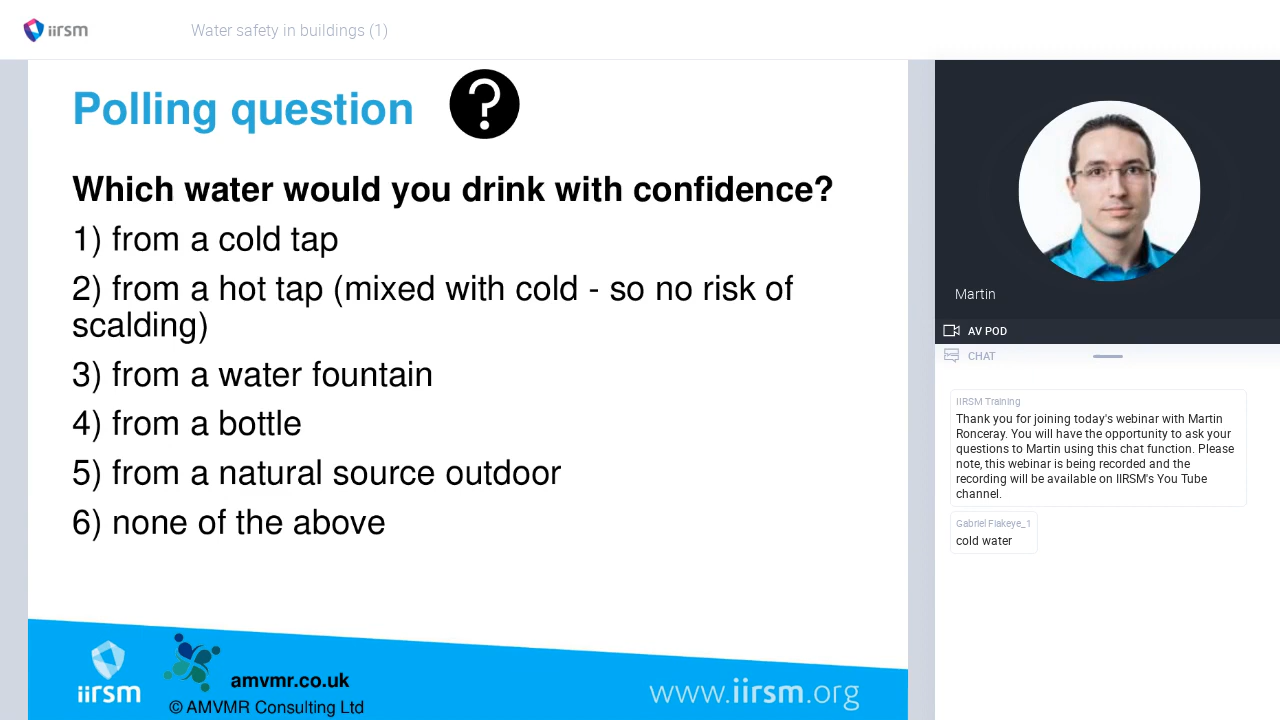 iirsm
Water safety in buildings (1)
Polling question ?
Which water would you drink with confidence?
1) from a cold tap
2) from a hot tap (mixed with cold - so no risk of
scalding)
3) from a water fountain
4) from a bottle
5) from a natural source outdoor
6) none of the above
iirsm
amvmr.co.uk
© AMVMR Consulting Ltd
www.iirsm.org
Martin
AV POD
CHAT
IIRSM Training
Thank you for joining today's webinar with Martin
Ronceray. You will have the opportunity to ask your
questions to Martin using this chat function. Please
note, this webinar is being recorded and the
recording will be available on IIRSM's You Tube
channel.
Gabriel Fiakeye_1
cold water